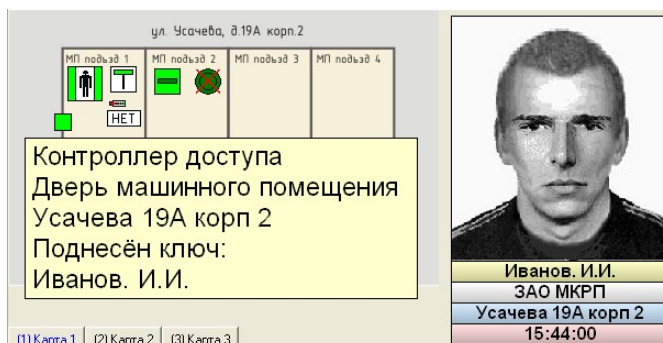 ул. Усачева, д.19А корп.2
МП подъезд 1
МП подъезд 2
МП подъезд 3
МП подъезд 4
НЕТ
Контроллер доступа
Дверь машинного помещения
Усачева 19А корп 2
Поднесён ключ:
Иванов. И.И.
(1) Карта 1
(2) Карта 2
(3) Карта 3
Иванов. И.И.
ЗАО МКРП
Усачева 19А корп 2
15:44:00